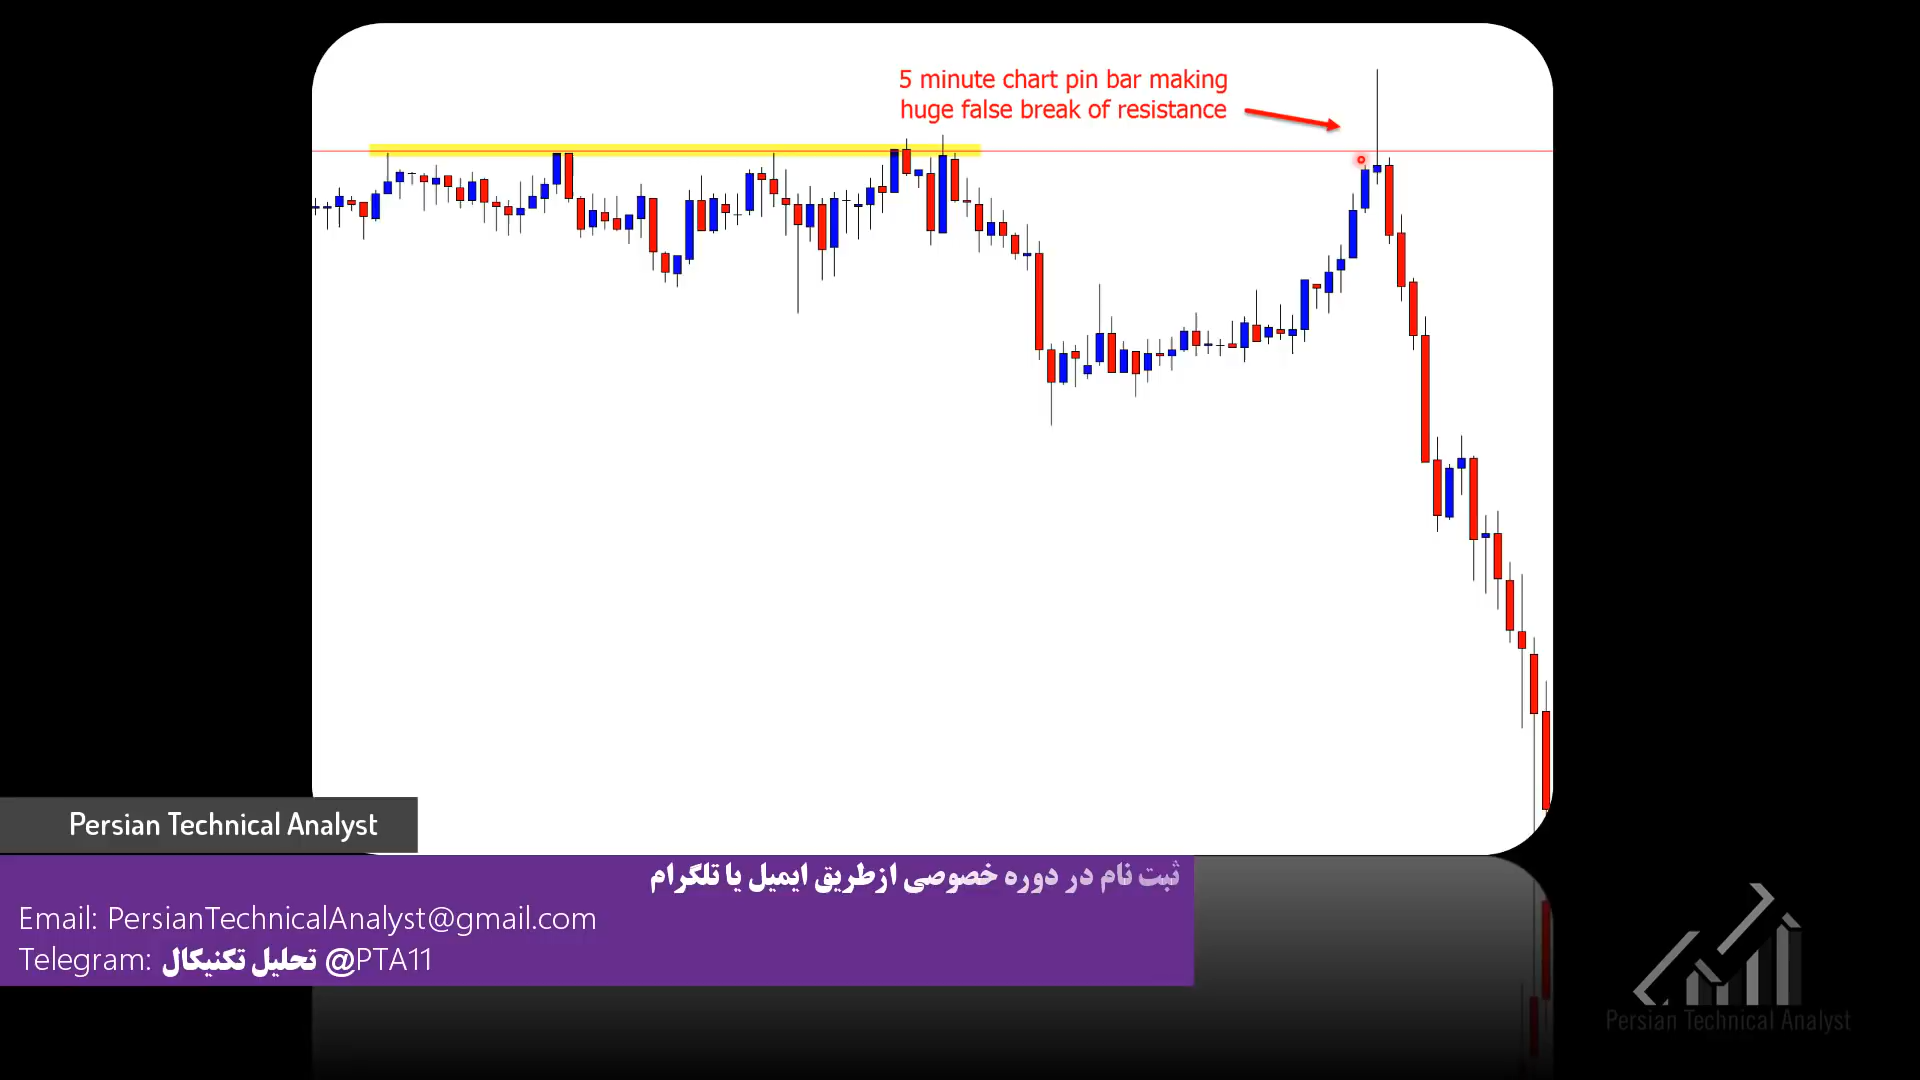 5 minute chart pin bar making
huge false break of resistance
Persian Technical Analyst
ثبت نام در دوره خصوصی ازطریق ایمیل یا تلگرام
Email: PersianTechnicalAnalyst@gmail.com
Telegram: تحلیل تکنیکال @PTA11
Persian Technical Analyst